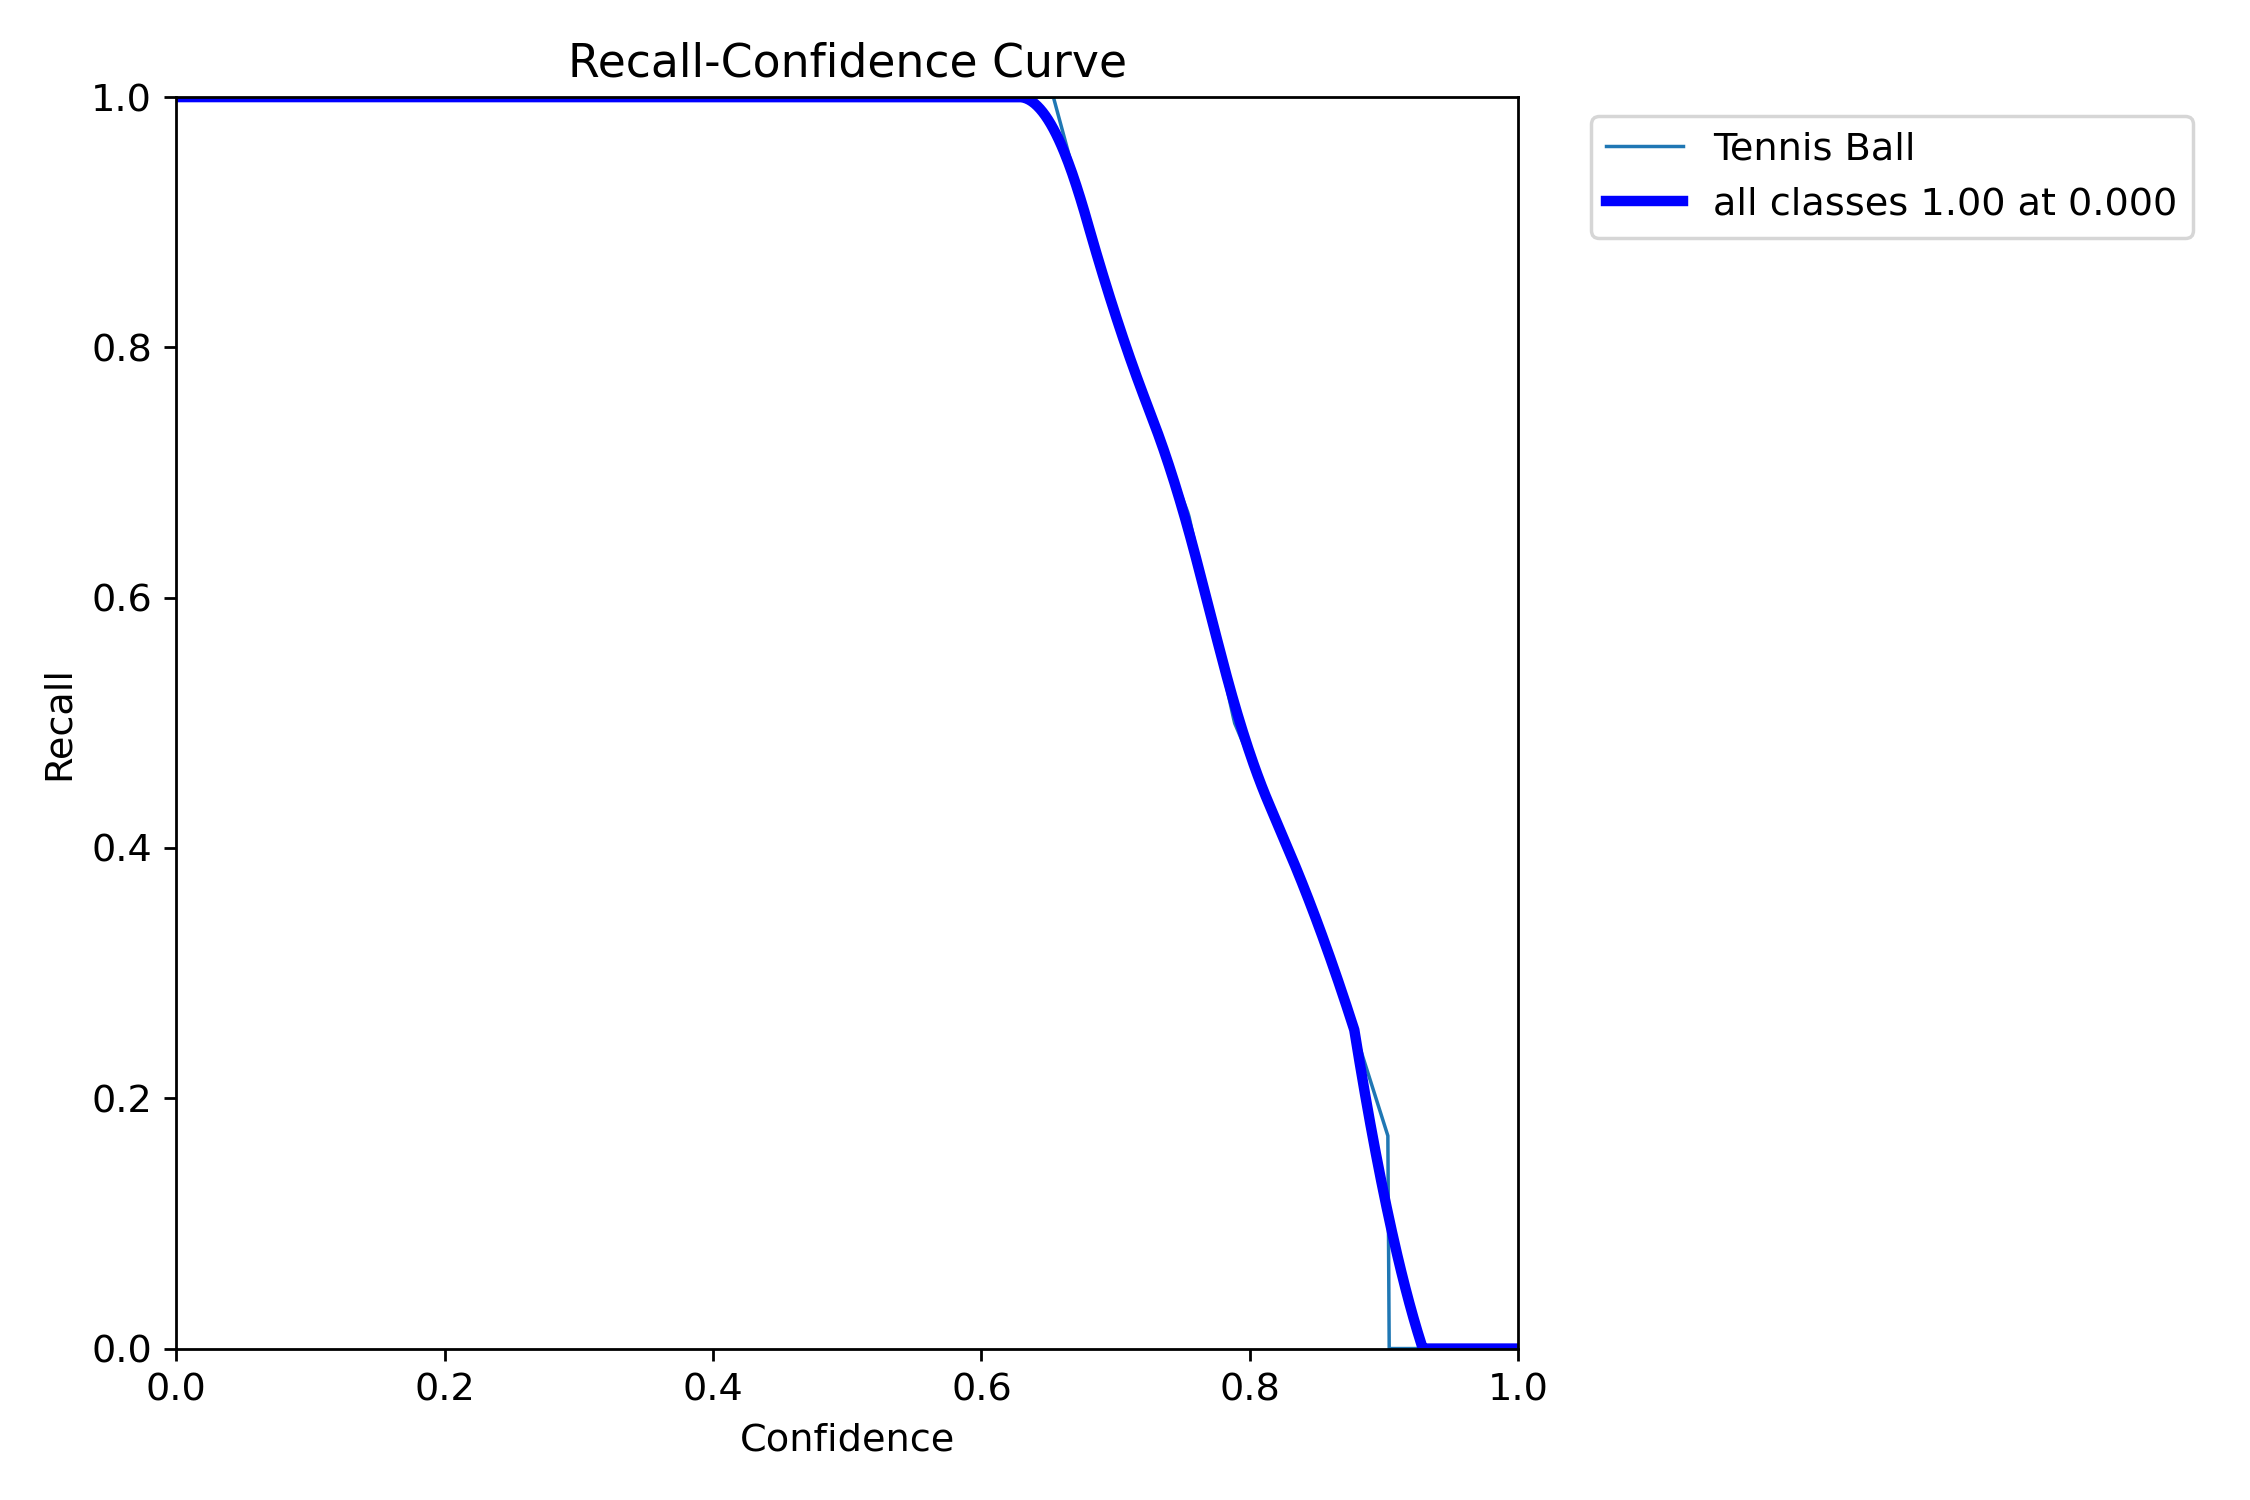 Recall-Confidence Curve
1.0
0.8
0.6
0.4
0.2
0.0
Recall
0.0 0.2 0.4 0.6 0.8 1.0
Confidence
Tennis Ball
all classes 1.00 at 0.000